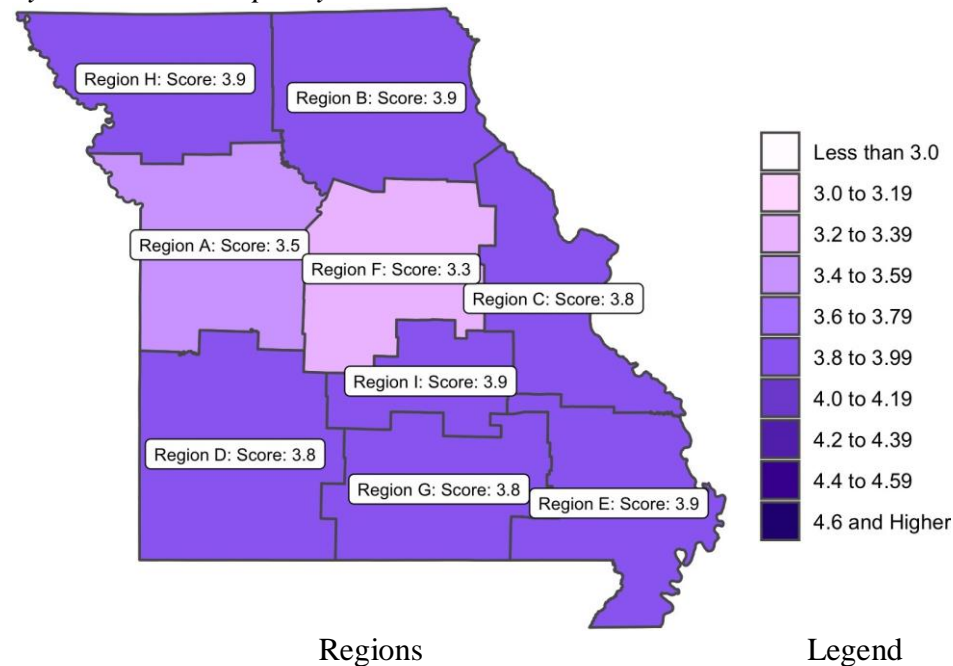 Region H: Score: 3.9
Region B: Score: 3.9
Region A: Score: 3.5
Region F: Score: 3.3
Region C: Score: 3.8
Region I: Score: 3.9
Region D: Score: 3.8
Region G: Score: 3.8
Region E: Score: 3.9
Less than 3.0
3.0 to 3.19
3.2 to 3.39
3.4 to 3.59
3.6 to 3.79
3.8 to 3.99
4.0 to 4.19
4.2 to 4.39
4.4 to 4.59
4.6 and Higher
Regions
Legend